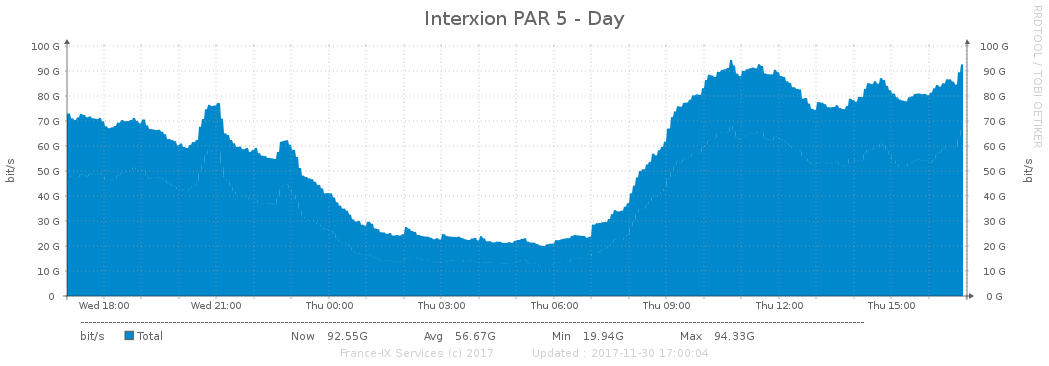 Interxion PAR 5 - Day
RRDTOOL / TOBI OETIKER
100 G 100 G
90 G 90 G
80 G 80 G
70 G 70 G
60 G 60 G
50 G 50 G
40 G 40 G
30 G 30 G
20 G 20 G
10 G 10 G
0 0 G
bit/s
bit/s
Wed 18:00 Wed 21:00 Thu 00:00 Thu 03:00 Thu 06:00 Thu 09:00 Thu 12:00 Thu 15:00
bit/s Total Now 92.55G Avg 56.67G Min 19.94G Max 94.33G
France-IX Services (c) 2017 Updated : 2017-11-30 17:00:04